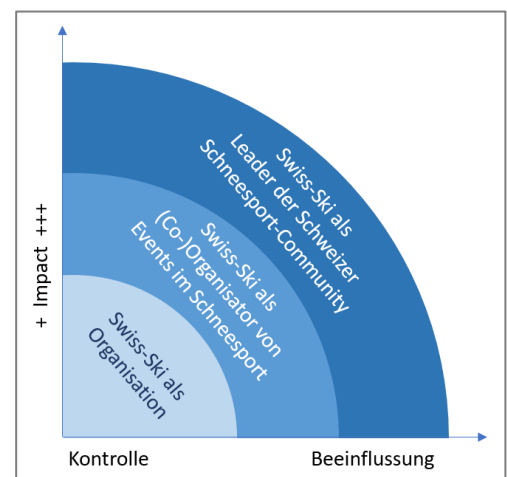 Swiss-Ski als
Leader der Schweizer
Schneesport-Community
Swiss-Ski als
(Co-)Organisator von
Events im Schneesport
Swiss-Ski als
Organisation
+ Impact +++
Kontrolle
Beeinflussung